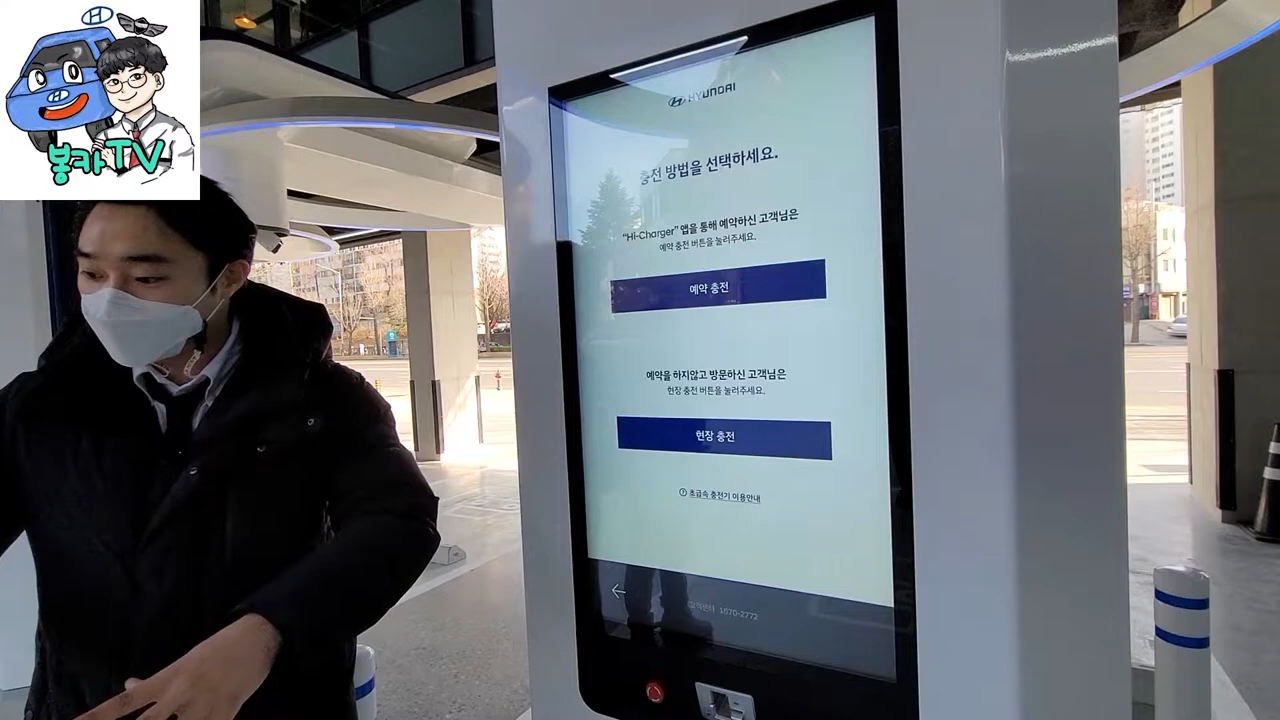 봉카TV
HYUNDAI
충전 방법을 선택하세요.
"Hi-Charger" 앱을 통해 예약하신 고객님은
예약 충전 버튼을 눌러주세요.
예약 충전
예약을 하지않고 방문하신 고객님은
현장 충전 버튼을 눌러주세요.
현장 충전
? 초급속 충전기 이용안내
고객센터 1670-2772